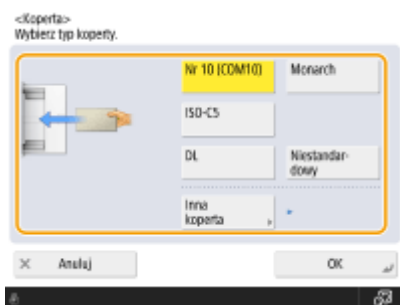 <Koperta>
Wybierz typ koperty.
Nr 10 (COM10)
Monarch
ISO-C5
DL
Niestandar-
dowy
Inna
koperta
Anuluj
OK